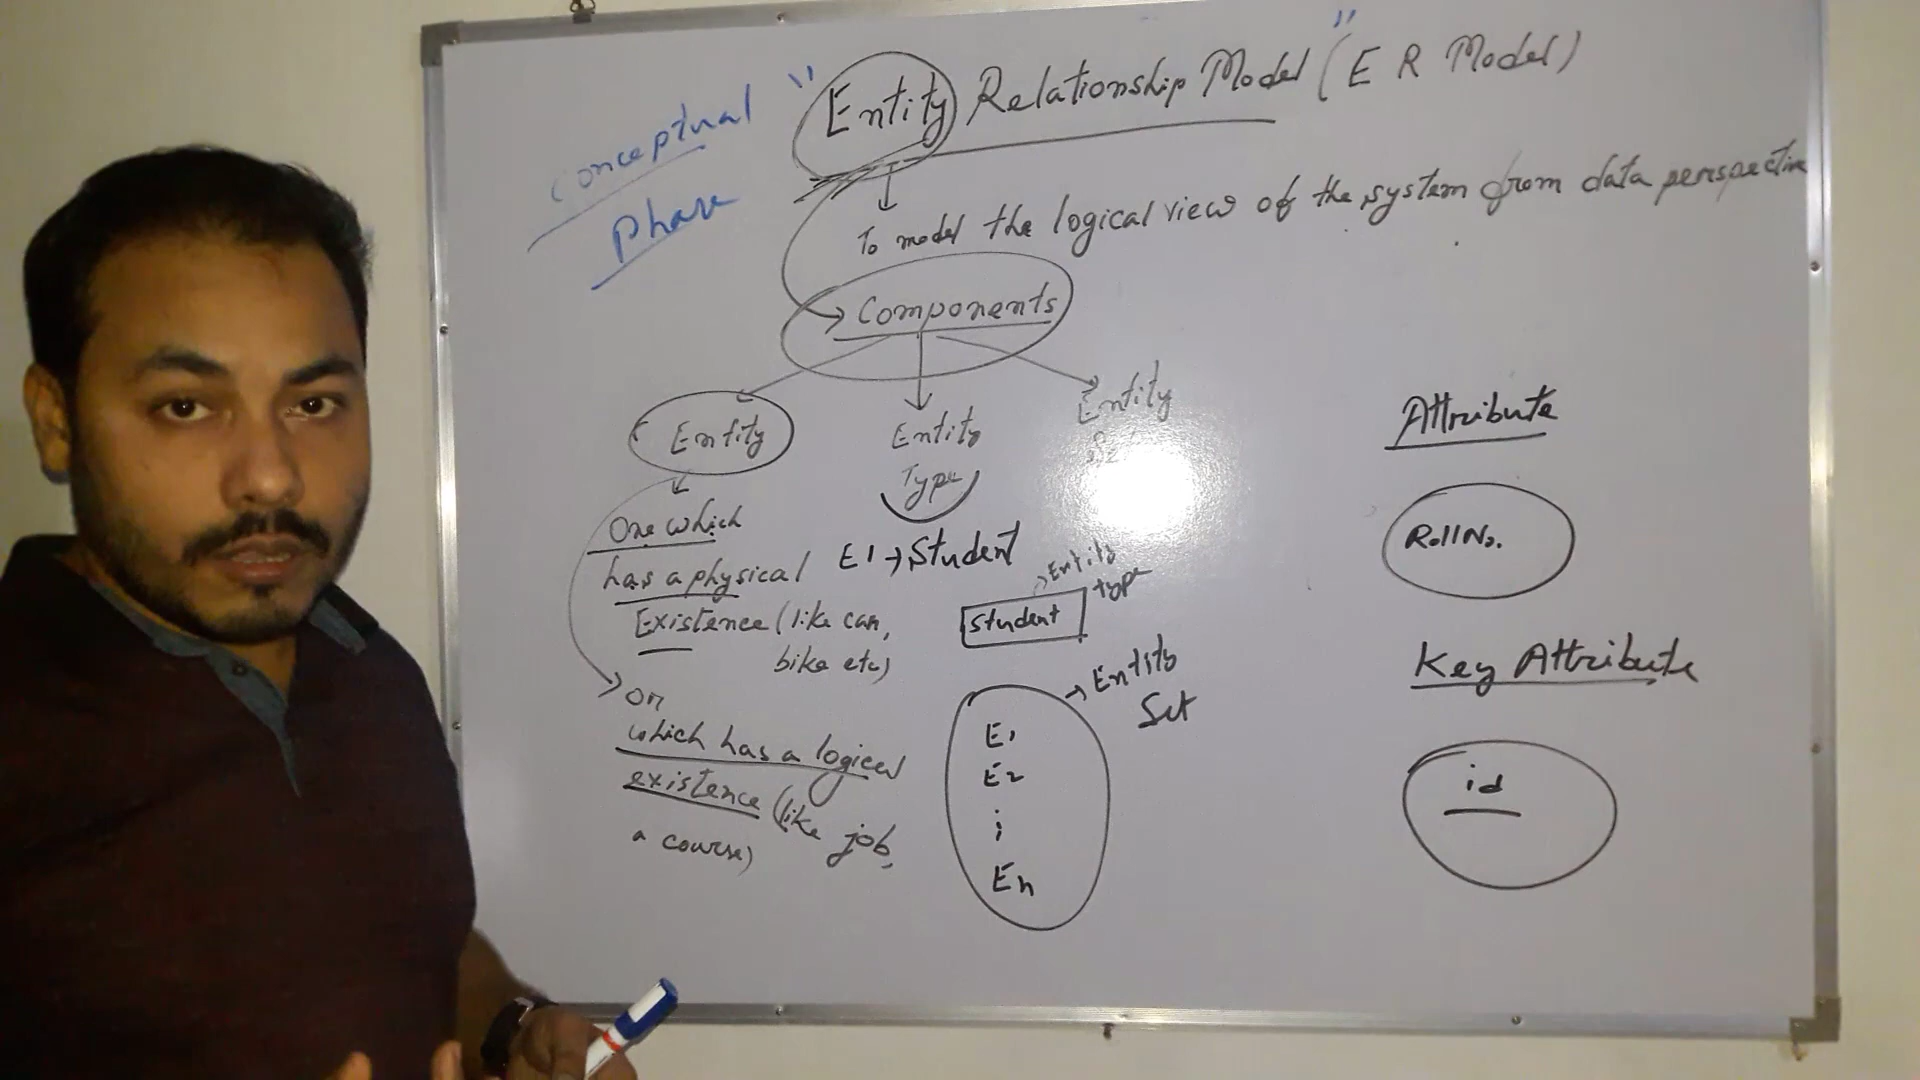 conceptual
phase
"Entity Relationship Model" (E R Model)
To model the logical view of the system from data perspective
Components
Entity
Entity
Type
Entity
Set
One which
has a physical
Existence (like car,
bike etc)
or
which has a logical
existence (like job,
a course)
E1 → Student
Student
→ Entity
type
→ Entity
Set
E1
E2
En
Attribute
RollNo.
Key Attribute
id